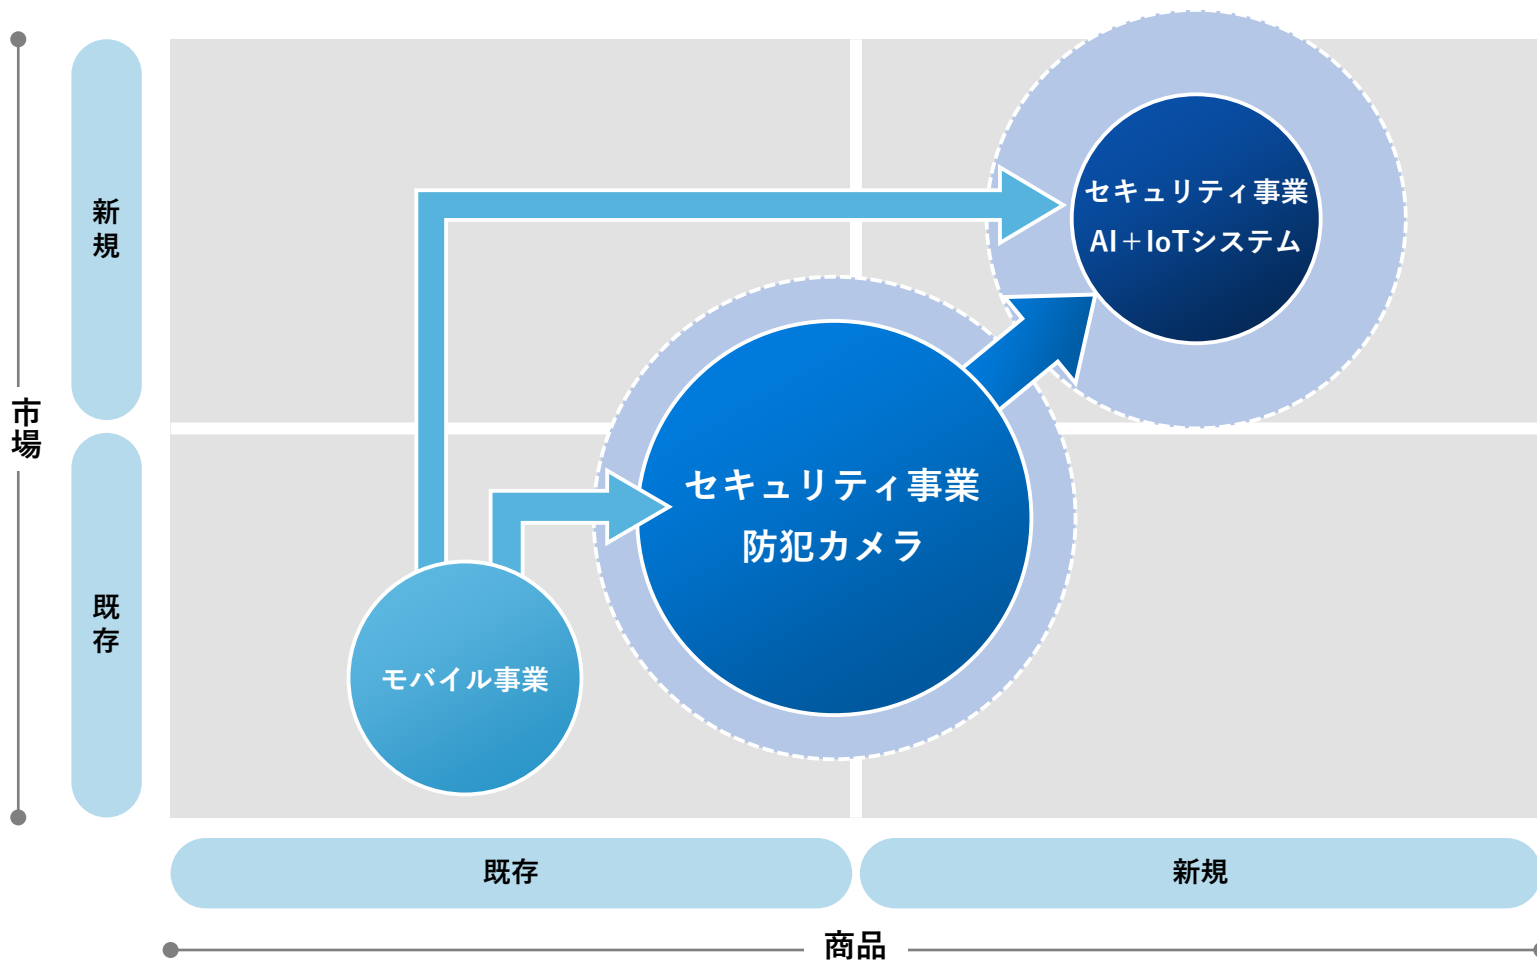 新規
セキュリティ事業
AI＋IoTシステム
市場
セキュリティ事業
防犯カメラ
既存
モバイル事業
既存
新規
商品